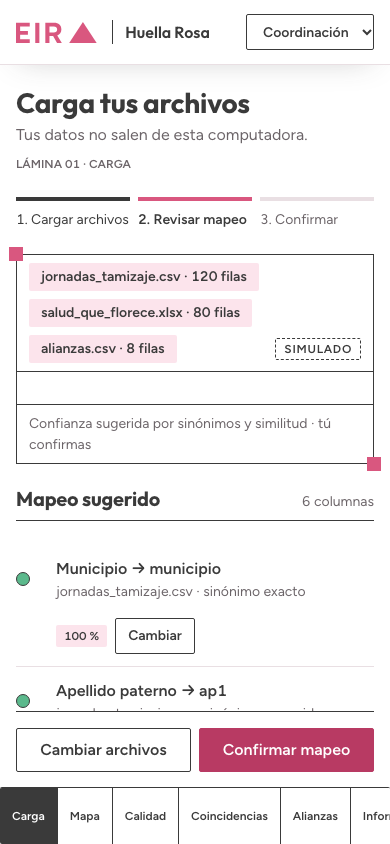 EIR
Huella Rosa
Coordinación
Carga tus archivos
Tus datos no salen de esta computadora.
LÁMINA 01 · CARGA
1. Cargar archivos
2. Revisar mapeo
3. Confirmar
jornadas_tamizaje.csv · 120 filas
salud_que_florece.xlsx · 80 filas
alianzas.csv · 8 filas
SIMULADO
Confianza sugerida por sinónimos y similitud · tú
confirmas
Mapeo sugerido
6 columnas
Municipio → municipio
jornadas_tamizaje.csv · sinónimo exacto
100 %
Cambiar
Apellido paterno → ap1
Cambiar archivos
Confirmar mapeo
Carga
Mapa
Calidad
Coincidencias
Alianzas